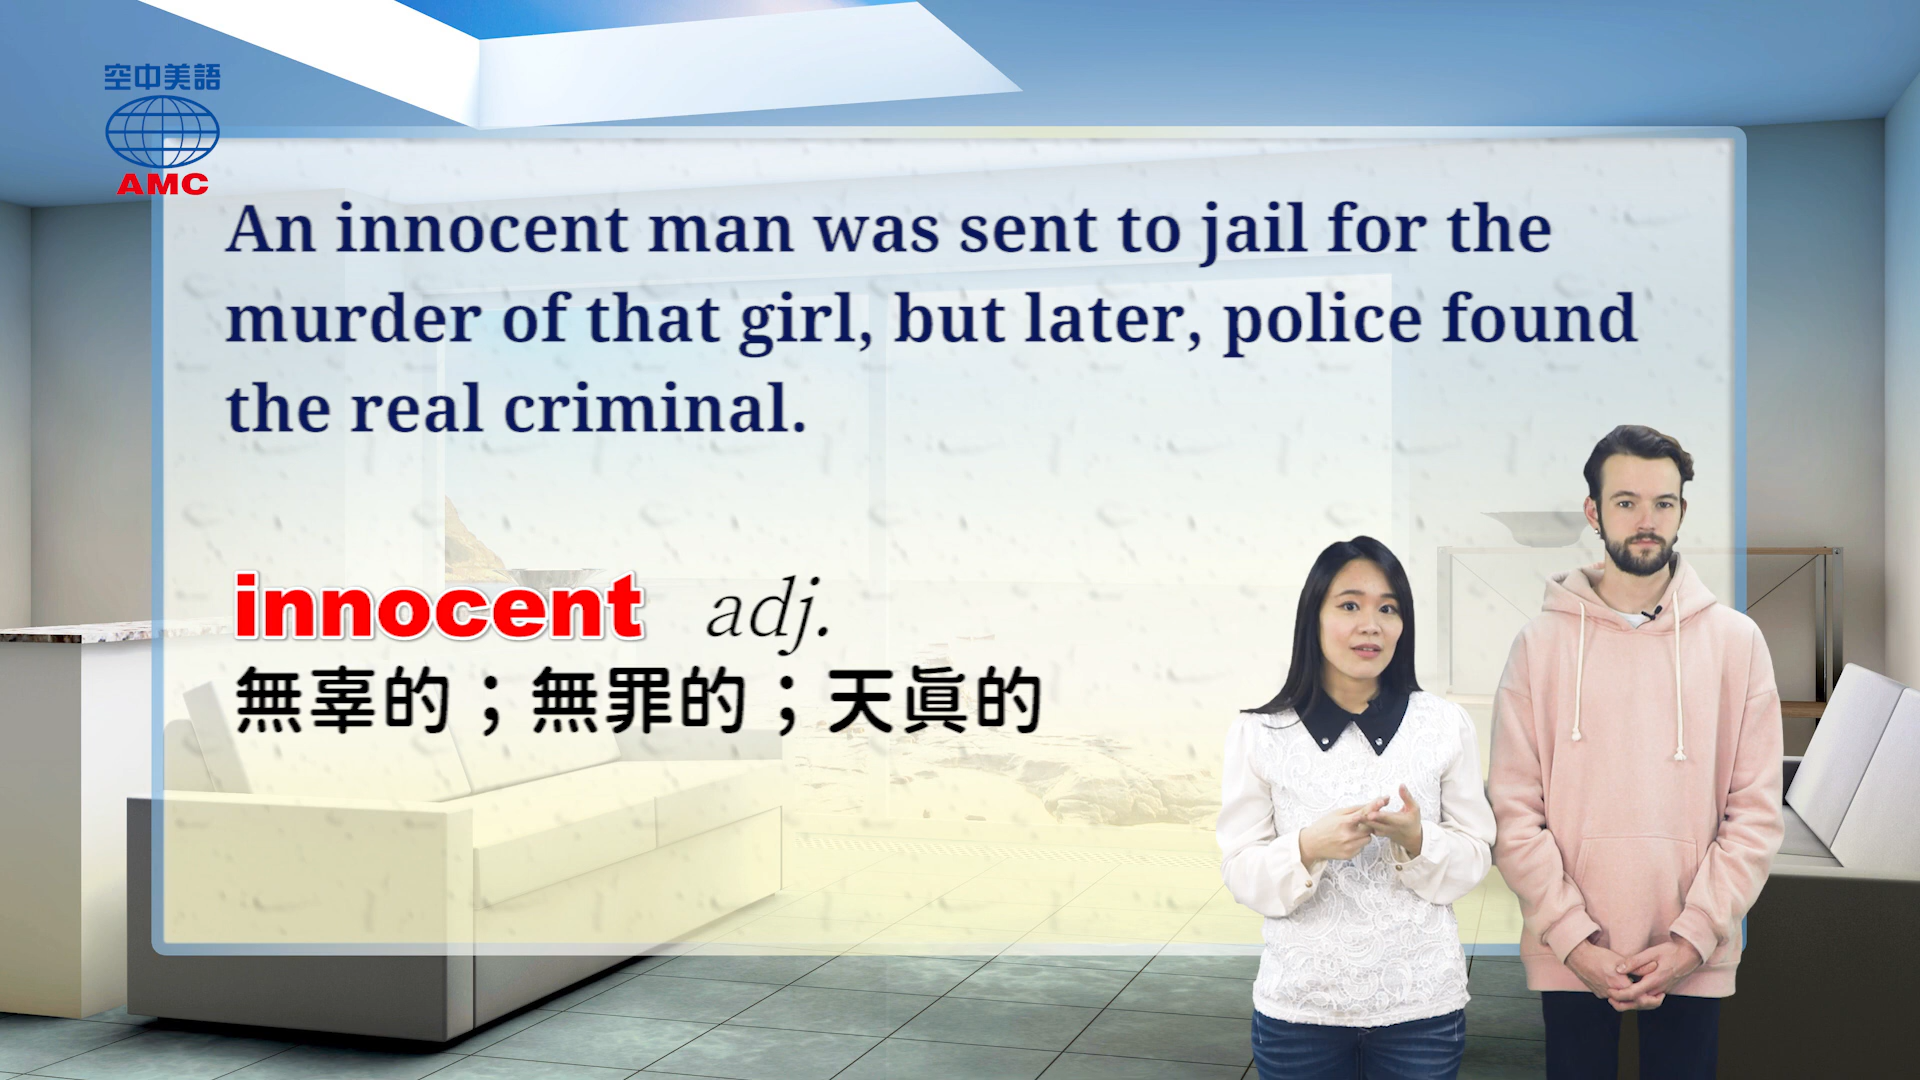 空中美語
AMC
An innocent man was sent to jail for the
murder of that girl, but later, police found
the real criminal.
innocent adj.
無辜的；無罪的；天真的